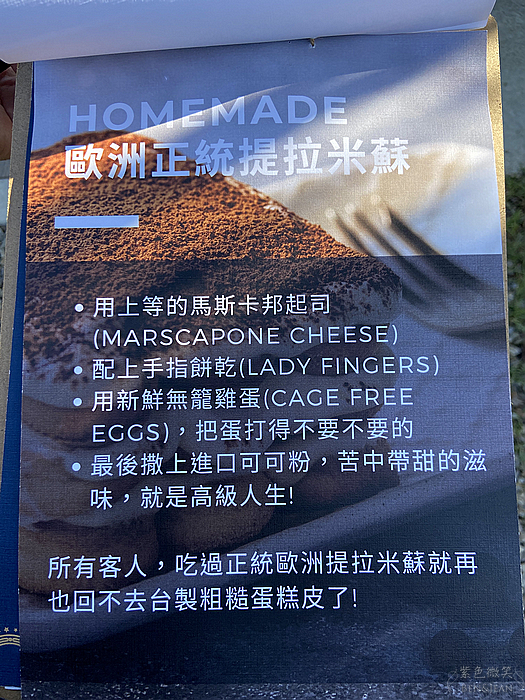 HOMEMADE
歐洲正統提拉米蘇
• 用上等的馬斯卡邦起司
(MARSCAPONE CHEESE)
• 配上手指餅乾(LADY FINGERS)
• 用新鮮無籠雞蛋(CAGE FREE
EGGS)，把蛋打得不要不要的
• 最後撒上進口可可粉，苦中帶甜的滋
味，就是高級人生!
所有客人，吃過正統歐洲提拉米蘇就再
也回不去台製粗糙蛋糕皮了!
紫色微笑